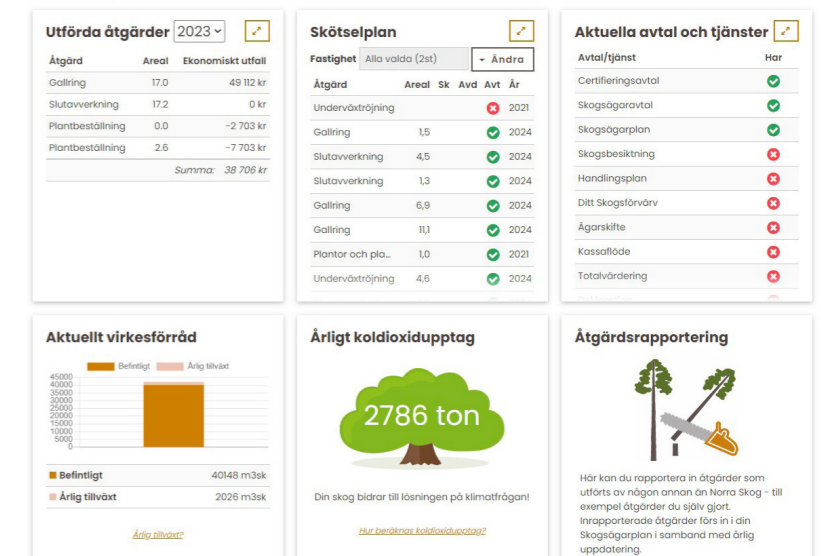 Utförda åtgärder 2023
Åtgärd Areal Ekonomiskt utfall
Gallring 17.0 49 112 kr
Slutavverkning 17.2 0 kr
Plantbeställning 0.0 -2 703 kr
Plantbeställning 2.6 -7 703 kr
Summa: 38 706 kr
Skötselplan
Fastighet Alla valda (2st) Ändra
Åtgärd Areal Sk Avd Avt År
Underväxtröjning 2021
Gallring 1,5 2024
Slutavverkning 4,5 2024
Slutavverkning 1,3 2024
Gallring 6,9 2024
Gallring 11,1 2024
Plantor och pla... 1,0 2021
Underväxtröjning 4,6 2024
Aktuella avtal och tjänster
Avtal/tjänst Har
Certifieringsavtal
Skogsägaravtal
Skogsägarplan
Skogsbesiktning
Handlingsplan
Ditt Skogsförvärv
Ägarskifte
Kassaflöde
Totalvärdering
Aktuellt virkesförråd
Befintligt Årlig tillväxt
45000
40000
35000
30000
25000
20000
15000
10000
5000
0
Befintligt 40148 m3sk
Årlig tillväxt 2026 m3sk
Årlig tillväxt?
Årligt koldioxidupptag
2786 ton
Din skog bidrar till lösningen på klimatfrågan!
Hur beräknas koldioxidupptag?
Åtgärdsrapportering
Här kan du rapportera in åtgärder som
utförts av någon annan än Norra Skog - till
exempel åtgärder du själv gjort.
Inrapporterade åtgärder förs in i din
Skogsägarplan i samband med årlig
uppdatering.